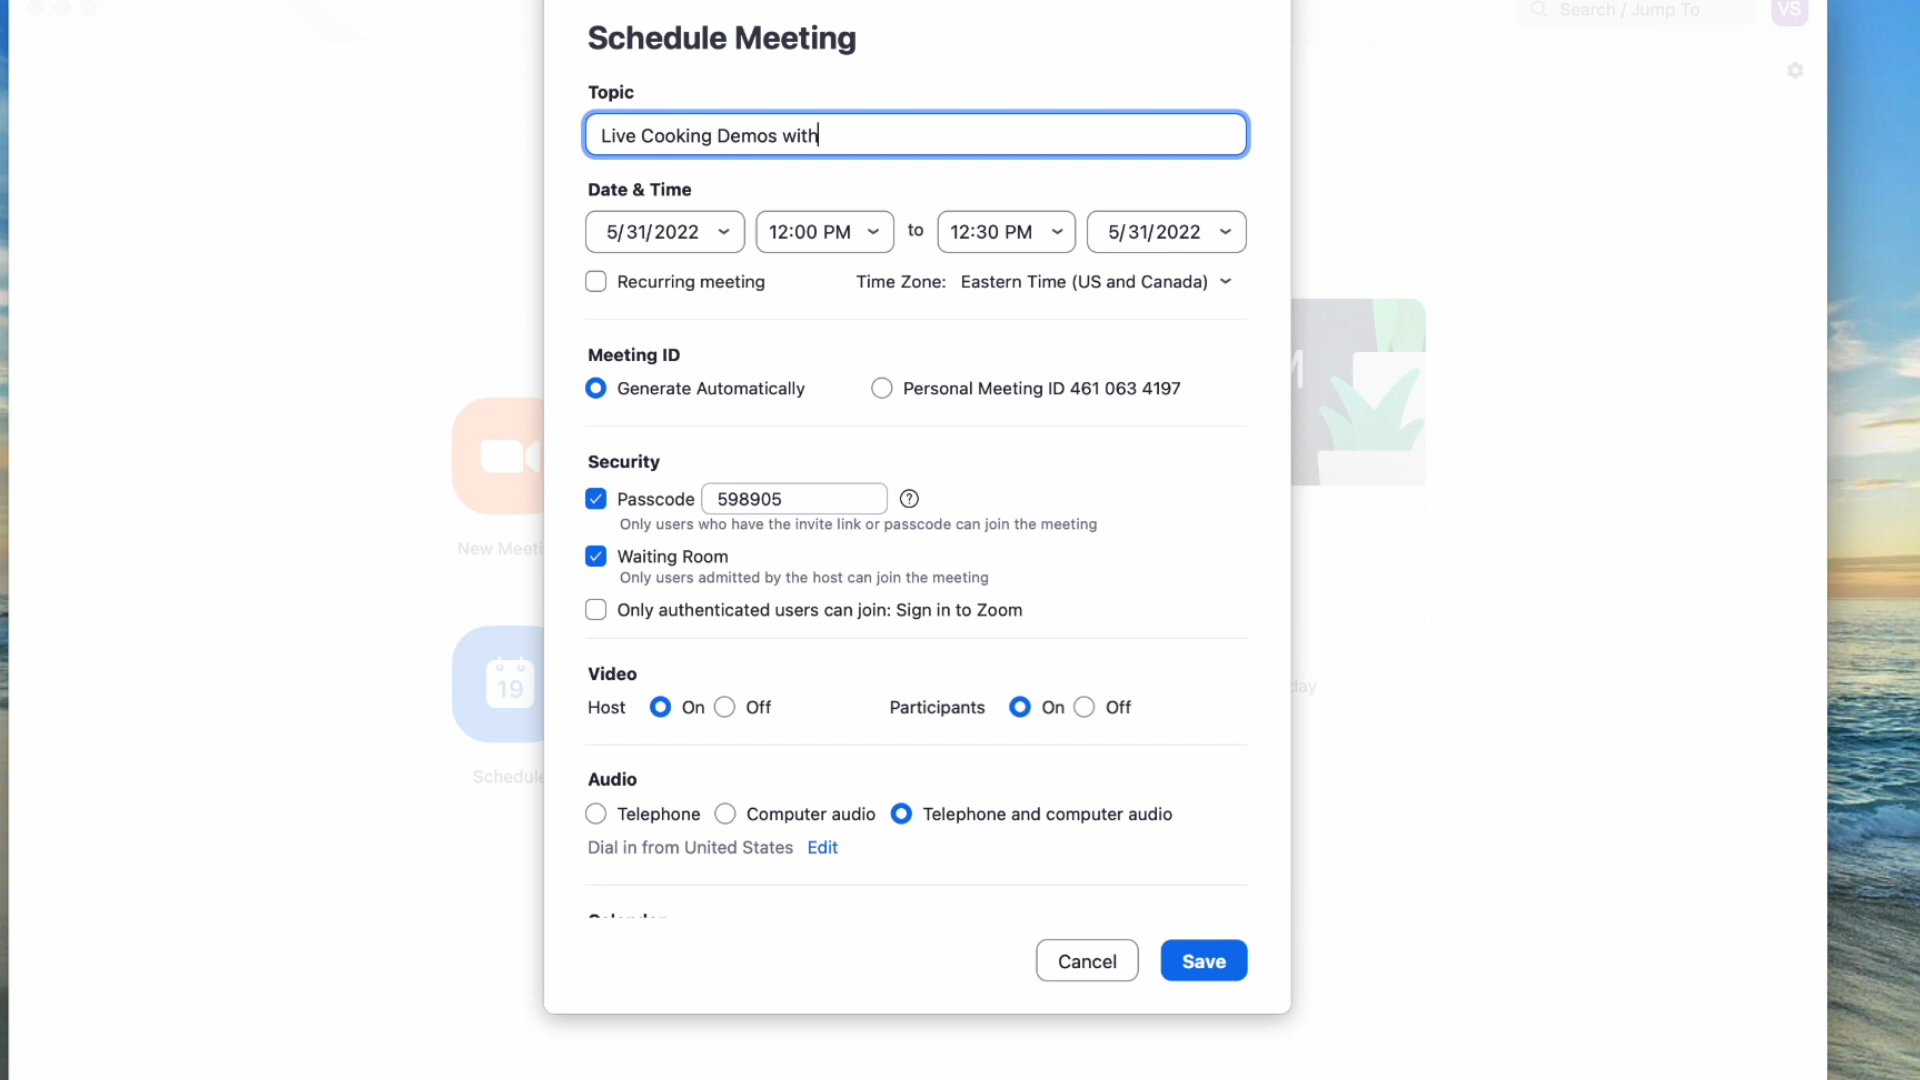 Search / Jump To
VS
Schedule Meeting
Topic
Live Cooking Demos with
Date & Time
5/31/2022 12:00 PM to 12:30 PM 5/31/2022
Recurring meeting Time Zone: Eastern Time (US and Canada)
Meeting ID
Generate Automatically Personal Meeting ID 461 063 4197
Security
Passcode 598905
Only users who have the invite link or passcode can join the meeting
Waiting Room
Only users admitted by the host can join the meeting
Only authenticated users can join: Sign in to Zoom
New Meeti
Video
Host On Off Participants On Off
19
day
Schedule
Audio
Telephone Computer audio Telephone and computer audio
Dial in from United States Edit
Cancel Save